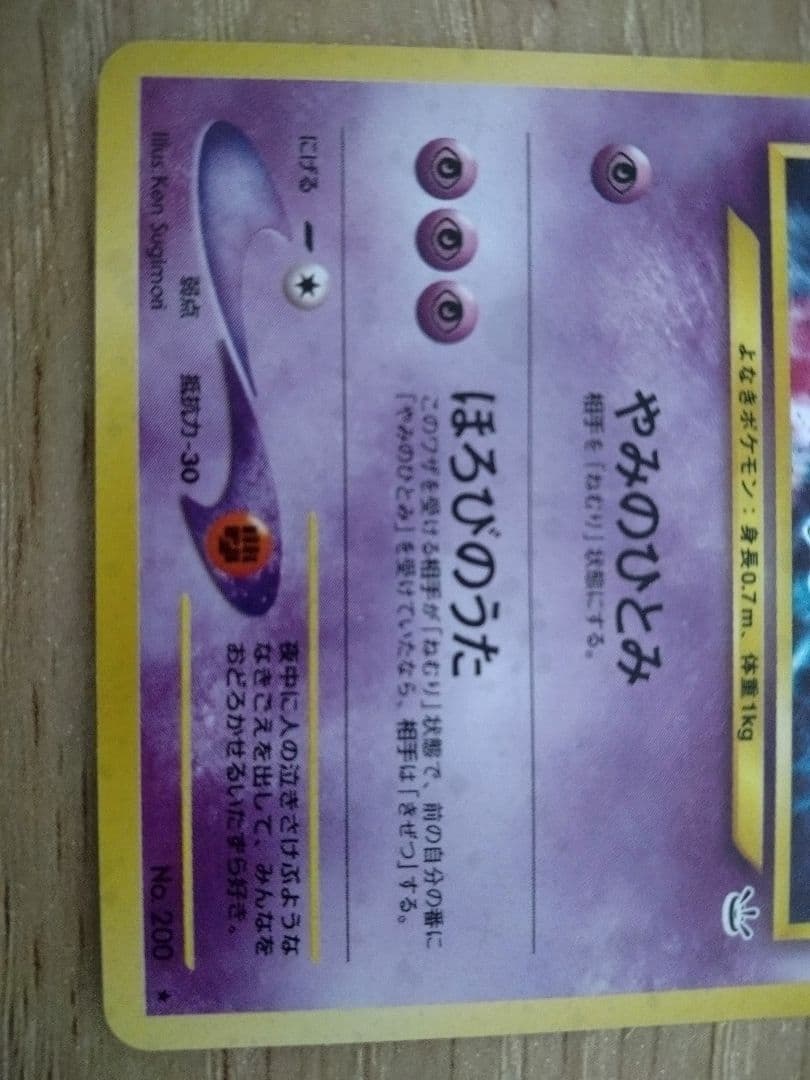 よなきポケモン：身長0.7m、体重1kg
やみのひとみ
相手を「ねむり」状態にする。
ほろびのうた
このワザを受ける相手が「ねむり」状態で、前の自分の番に
「やみのひとみ」を受けていたなら、相手は「きぜつ」する。
にげる
弱点
抵抗力 -30
夜中に人の泣きさけぶような
なきごえを出して、みんなを
おどろかせるいたずら好き。
Illus. Ken Sugimori
No. 200 ★